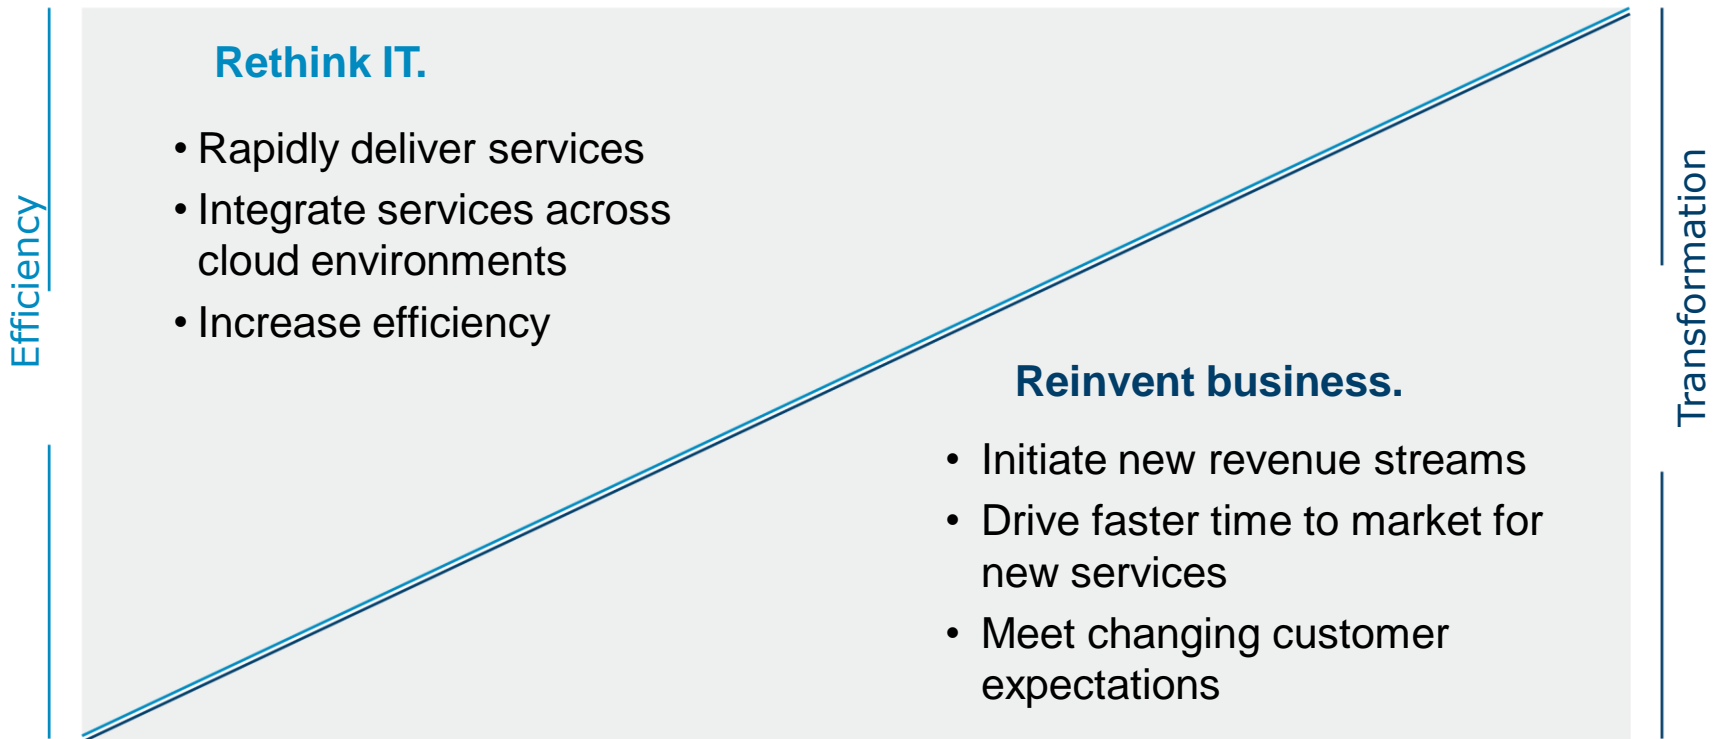 Efficiency
Rethink IT.
• Rapidly deliver services
• Integrate services across
cloud environments
• Increase efficiency
Reinvent business.
• Initiate new revenue streams
• Drive faster time to market for
new services
• Meet changing customer
expectations
Transformation